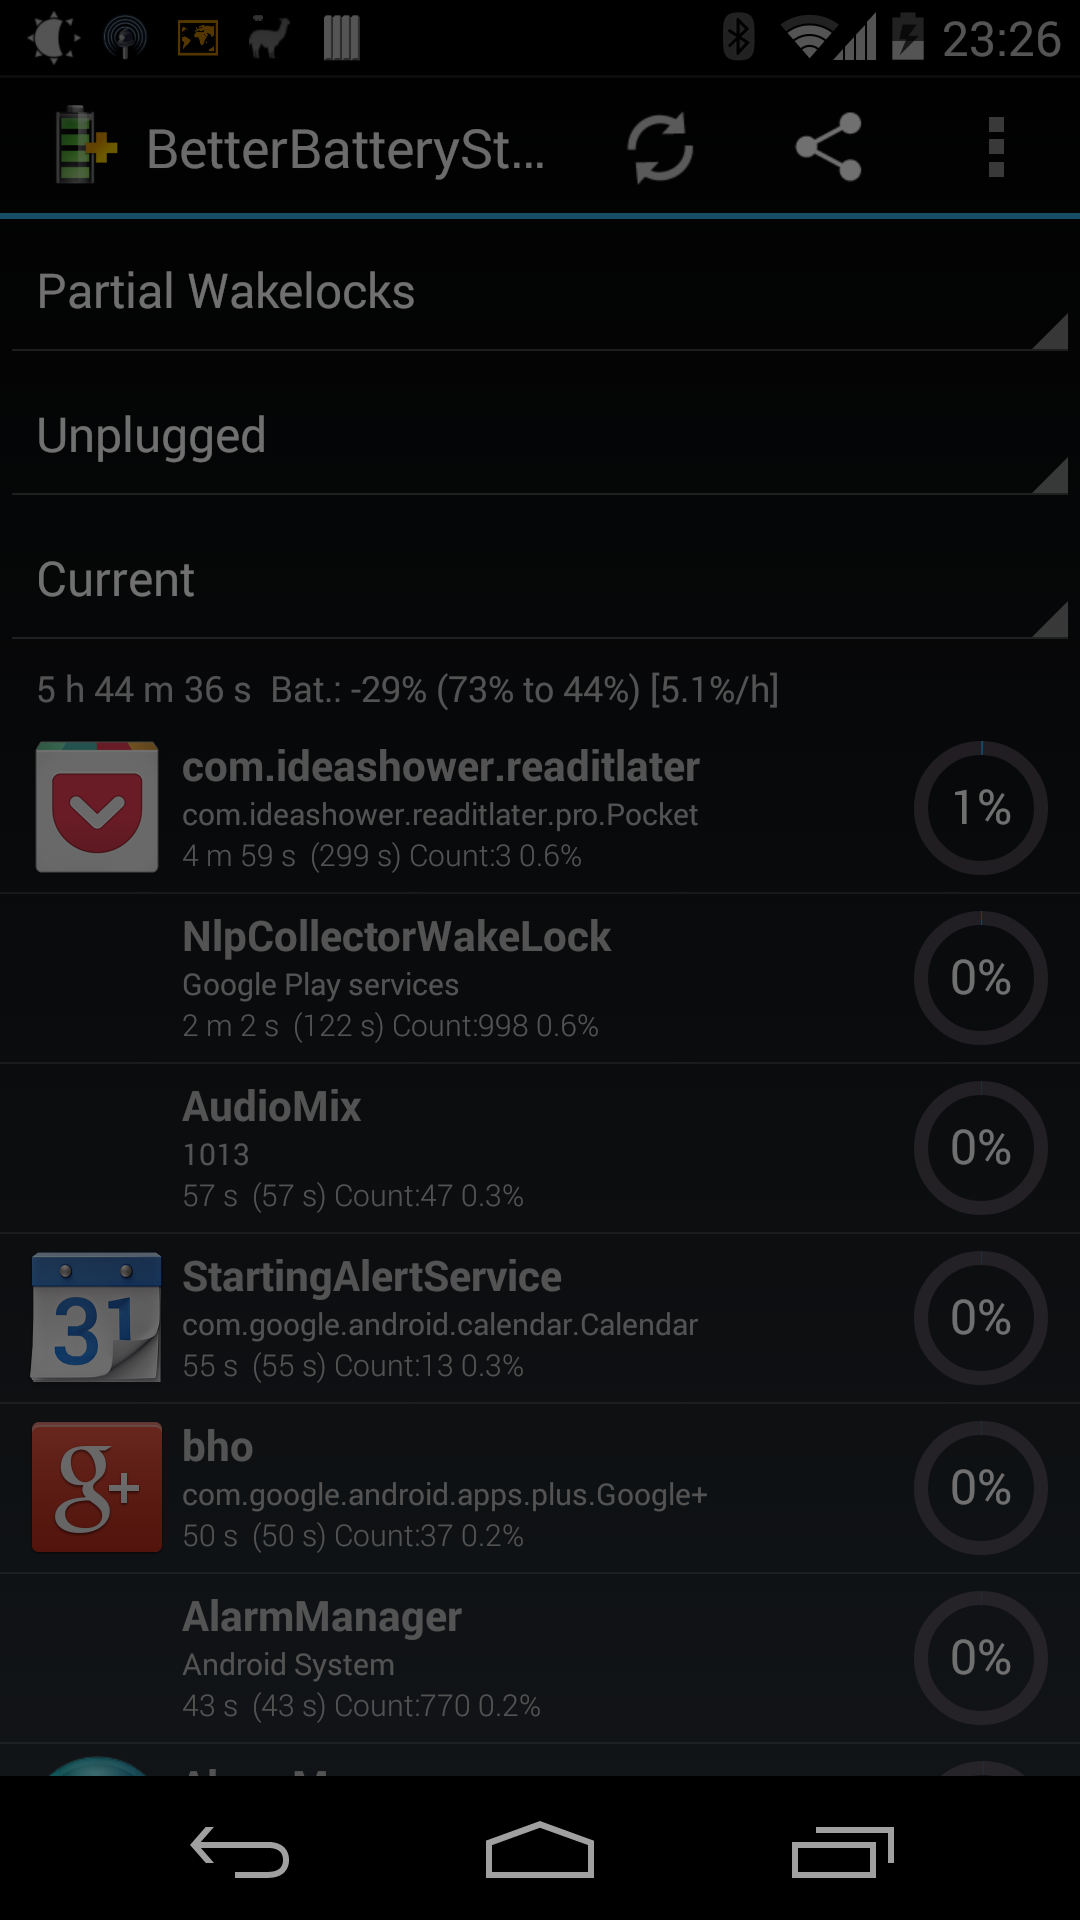 23:26
BetterBatterySt...
Partial Wakelocks
Unplugged
Current
5 h 44 m 36 s  Bat.: -29% (73% to 44%) [5.1%/h]
com.ideashower.readitlater
com.ideashower.readitlater.pro.Pocket
4 m 59 s  (299 s) Count:3 0.6%
1%
NlpCollectorWakeLock
Google Play services
2 m 2 s  (122 s) Count:998 0.6%
0%
AudioMix
1013
57 s  (57 s) Count:47 0.3%
0%
31
StartingAlertService
com.google.android.calendar.Calendar
55 s  (55 s) Count:13 0.3%
0%
g+
bho
com.google.android.apps.plus.Google+
50 s  (50 s) Count:37 0.2%
0%
AlarmManager
Android System
43 s  (43 s) Count:770 0.2%
0%